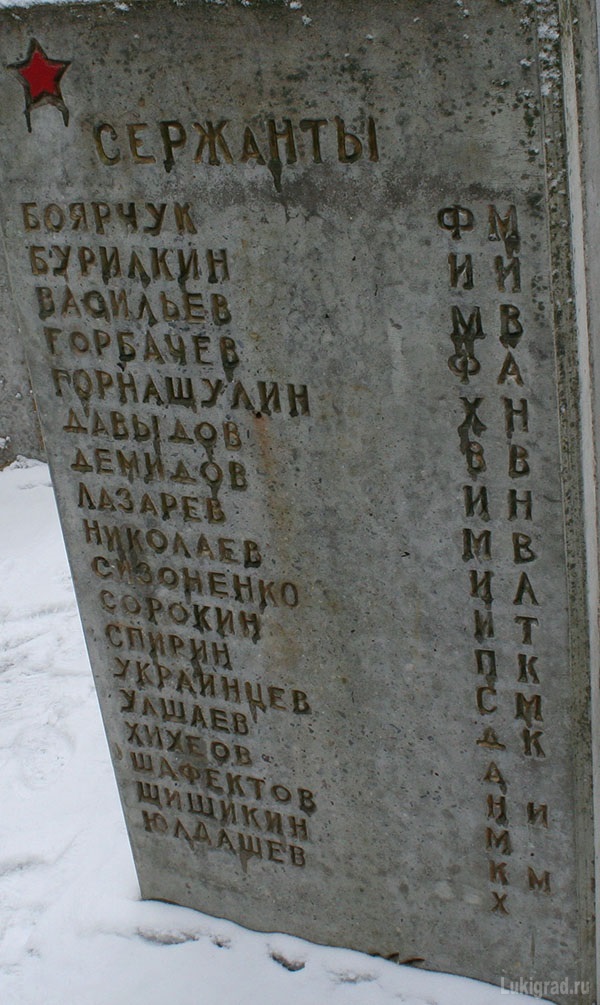 СЕРЖАНТЫ
БОЯРЧУК Ф М
БУРИЛКИН И И
ВАСИЛЬЕВ М В
ГОРБАЧЕВ Ф А
ГОРНАЩУЛИН Х Н
ДАВЫДОВ В В
ДЕМИДОВ И Н
ЛАЗАРЕВ М В
НИКОЛАЕВ И Л
СИЗОНЕНКО И Т
СОРОКИН П К
СПИРИН С М
УКРАИНЦЕВ Д К
УЛШАЕВ А
ХИХЕОВ Н И
ШАФЕКТОВ М
ШИШИКИН К М
ЮЛДАШЕВ Х
Lukigrad.ru